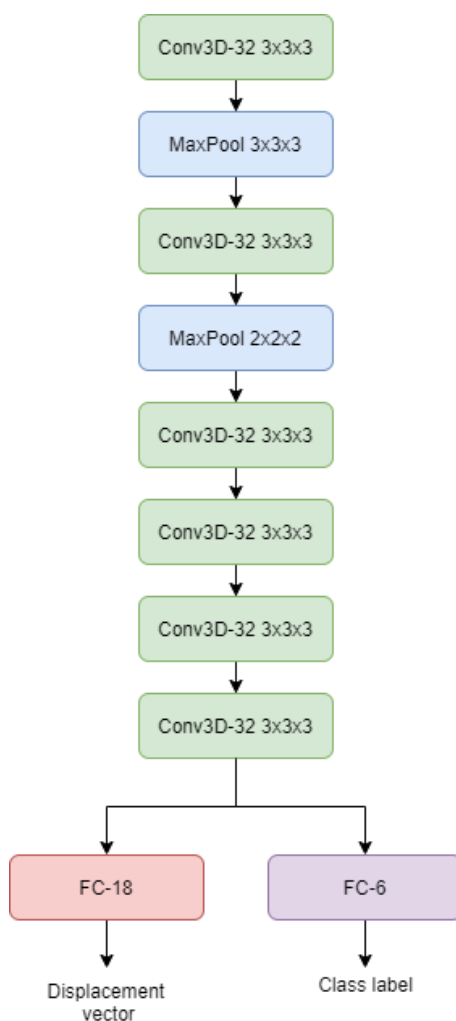 Conv3D-32 3x3x3
MaxPool 3x3x3
Conv3D-32 3x3x3
MaxPool 2x2x2
Conv3D-32 3x3x3
Conv3D-32 3x3x3
Conv3D-32 3x3x3
Conv3D-32 3x3x3
FC-18
FC-6
Displacement
vector
Class label